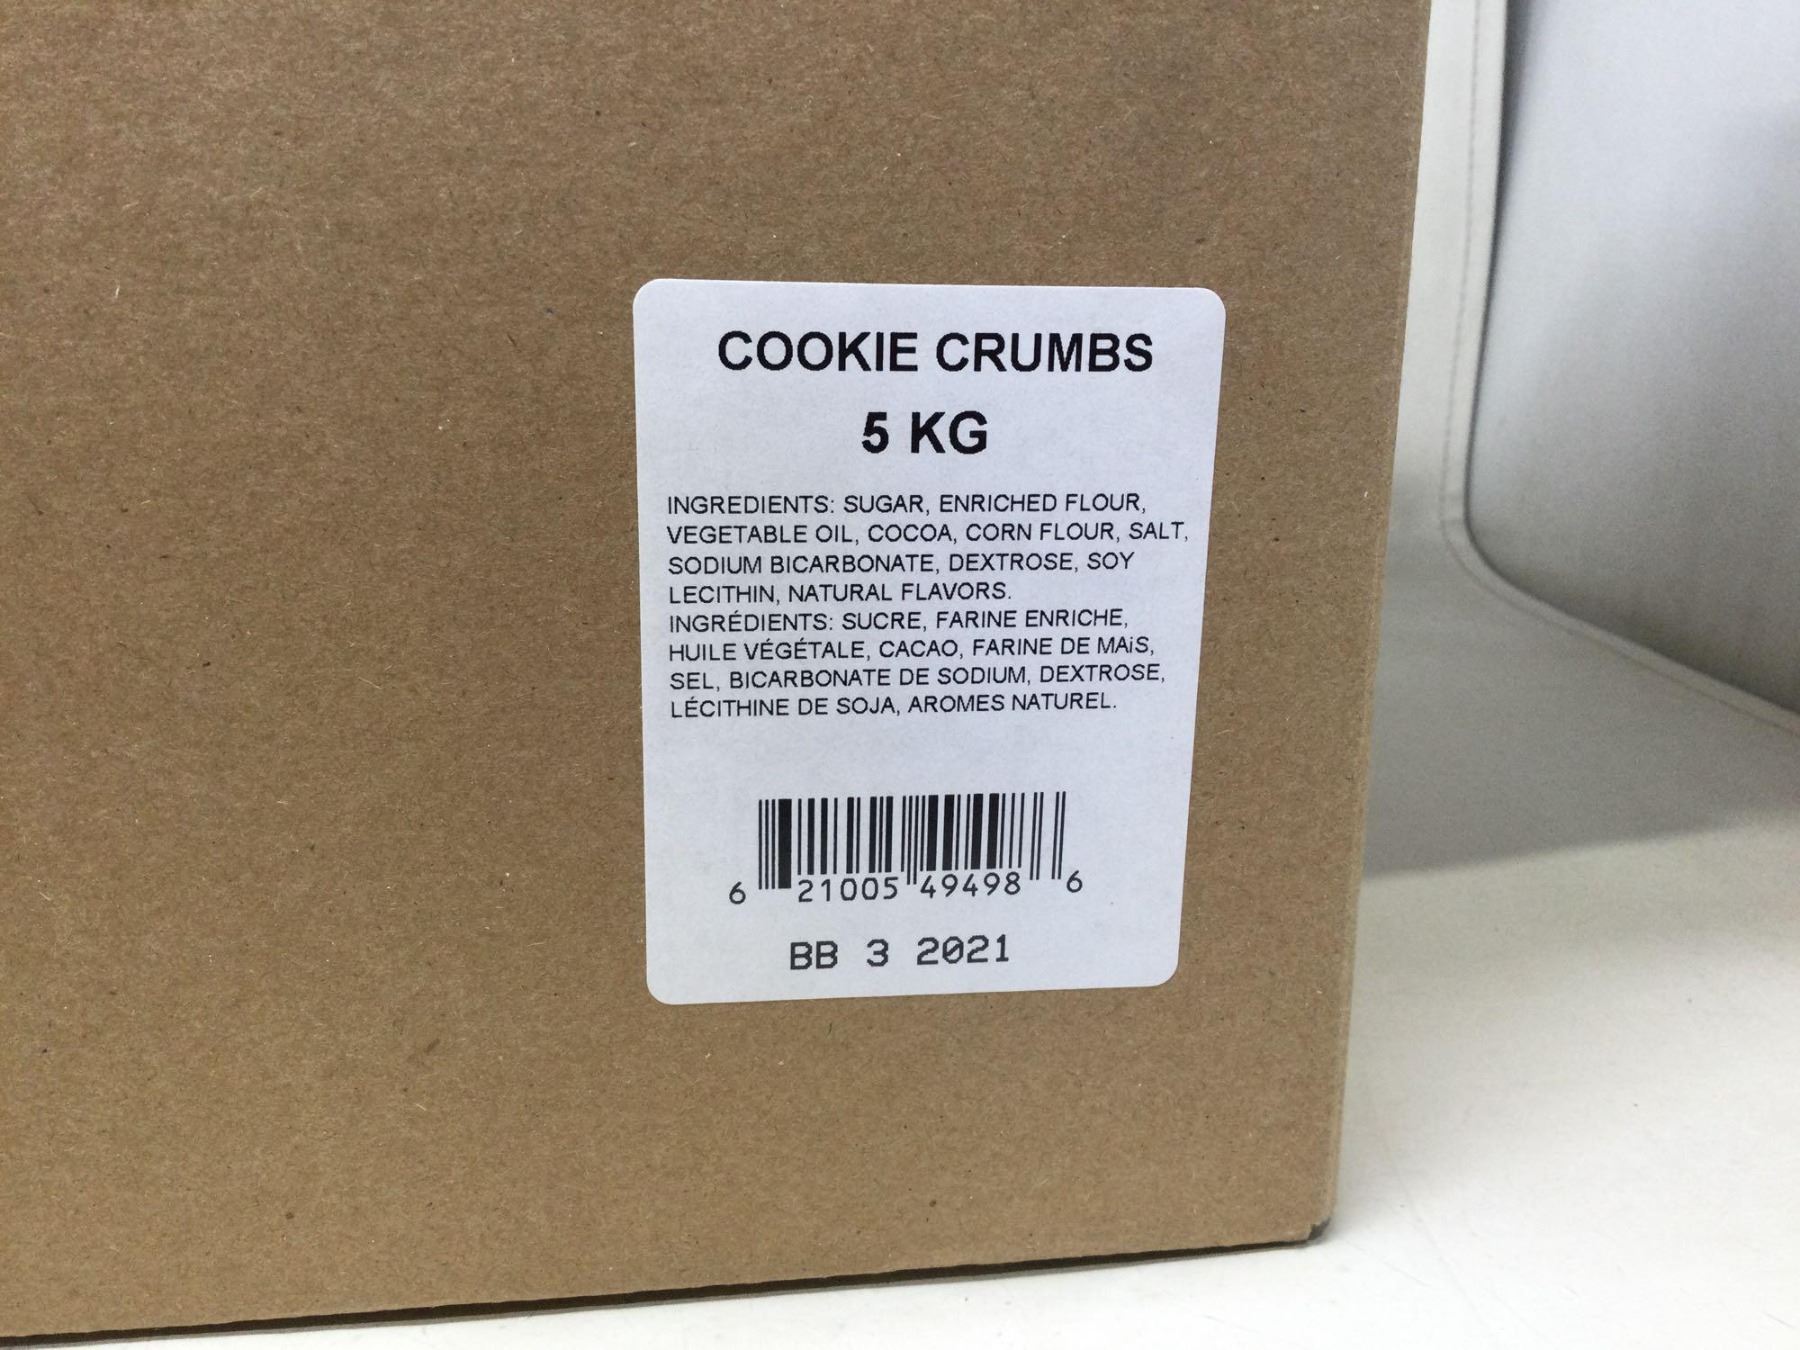 COOKIE CRUMBS
5 KG
INGREDIENTS: SUGAR, ENRICHED FLOUR,
VEGETABLE OIL, COCOA, CORN FLOUR, SALT,
SODIUM BICARBONATE, DEXTROSE, SOY
LECITHIN, NATURAL FLAVORS.
INGRÉDIENTS: SUCRE, FARINE ENRICHE,
HUILE VÉGÉTALE, CACAO, FARINE DE MAïS,
SEL, BICARBONATE DE SODIUM, DEXTROSE,
LÉCITHINE DE SOJA, AROMES NATUREL.
6 21005 49498 6
BB 3 2021